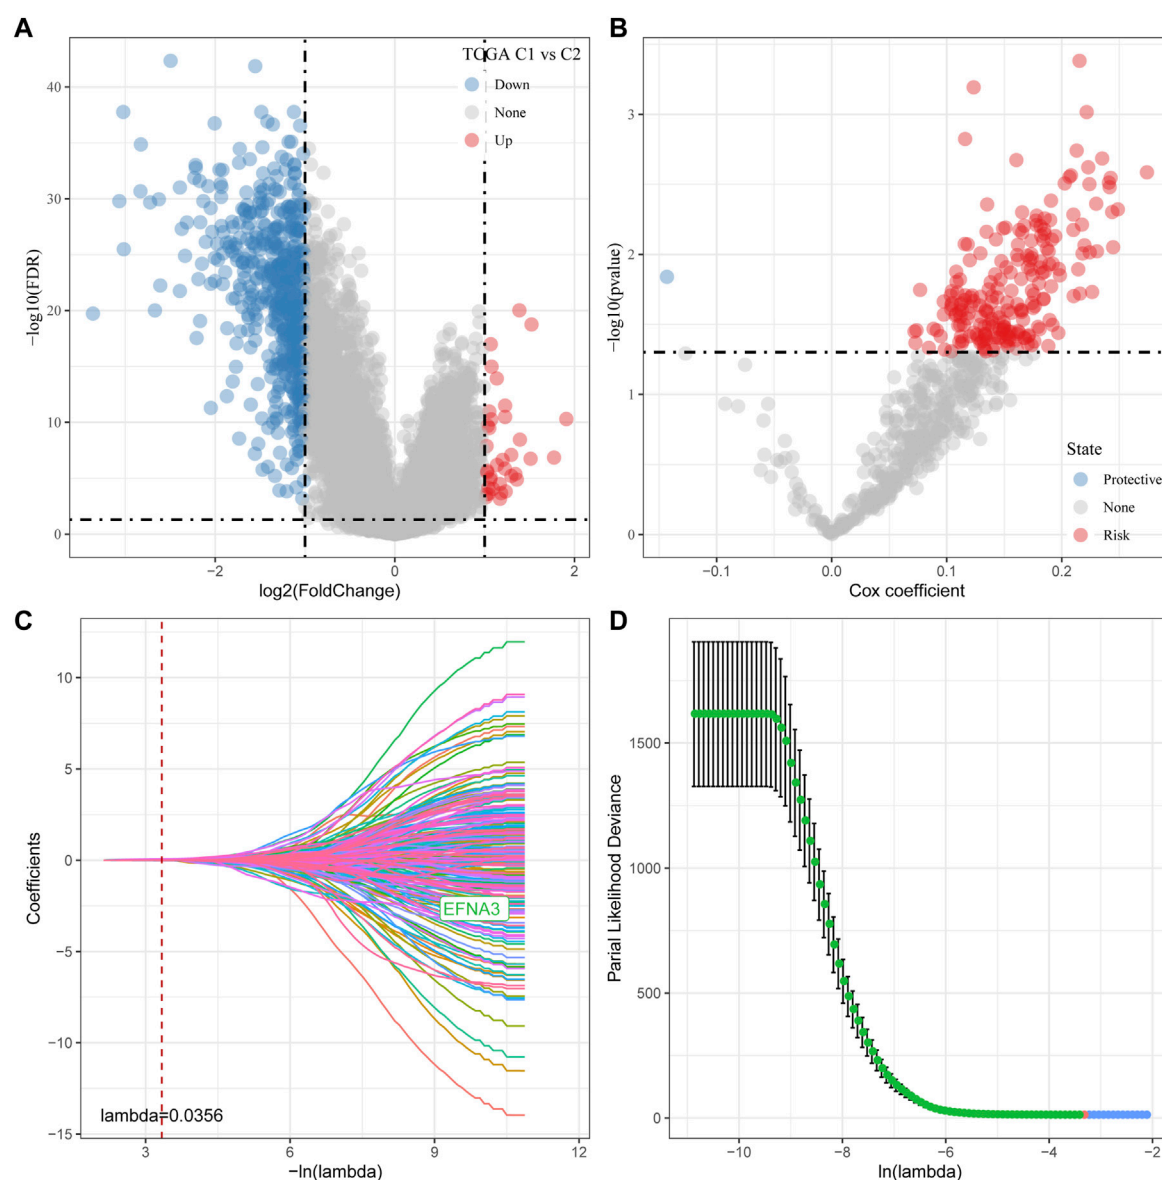 A
TCGA C1 vs C2
Down
None
Up
40
30
20
10
0
−log10(FDR)
−2
0
2
log2(FoldChange)
B
3
2
1
0
−log10(pvalue)
State
Protective
None
Risk
−0.1
0.0
0.1
0.2
Cox coefficient
C
10
5
0
−5
−10
−15
Coefficients
EFNA3
lambda=0.0356
3
6
9
12
−ln(lambda)
D
1500
1000
500
0
Parial Likelihood Deviance
−10
−8
−6
−4
−2
ln(lambda)